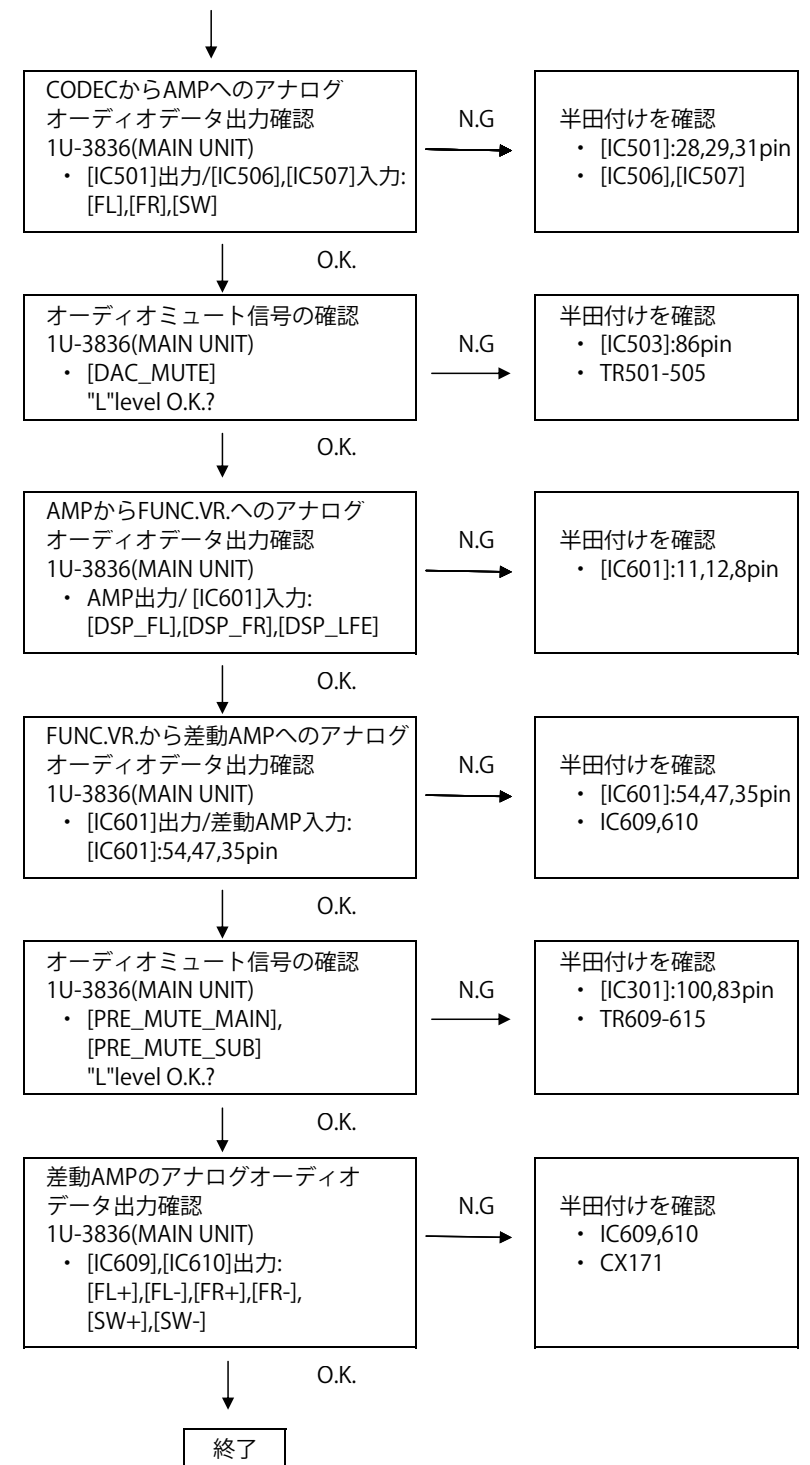 CODECからAMPへのアナログ
オーディオデータ出力確認
1U-3836(MAIN UNIT)
・ [IC501]出力/[IC506],[IC507]入力:
[FL],[FR],[SW]
N.G
半田付けを確認
・ [IC501]:28,29,31pin
・ [IC506],[IC507]
O.K.
オーディオミュート信号の確認
1U-3836(MAIN UNIT)
・ [DAC_MUTE]
"L"level O.K.?
N.G
半田付けを確認
・ [IC503]:86pin
・ TR501-505
O.K.
AMPからFUNC.VR.へのアナログ
オーディオデータ出力確認
1U-3836(MAIN UNIT)
・ AMP出力/ [IC601]入力:
[DSP_FL],[DSP_FR],[DSP_LFE]
N.G
半田付けを確認
・ [IC601]:11,12,8pin
O.K.
FUNC.VR.から差動AMPへのアナログ
オーディオデータ出力確認
1U-3836(MAIN UNIT)
・ [IC601]出力/差動AMP入力:
[IC601]:54,47,35pin
N.G
半田付けを確認
・ [IC601]:54,47,35pin
・ IC609,610
O.K.
オーディオミュート信号の確認
1U-3836(MAIN UNIT)
・ [PRE_MUTE_MAIN],
[PRE_MUTE_SUB]
"L"level O.K.?
N.G
半田付けを確認
・ [IC301]:100,83pin
・ TR609-615
O.K.
差動AMPのアナログオーディオ
データ出力確認
1U-3836(MAIN UNIT)
・ [IC609],[IC610]出力:
[FL+],[FL-],[FR+],[FR-],
[SW+],[SW-]
N.G
半田付けを確認
・ IC609,610
・ CX171
O.K.
終了